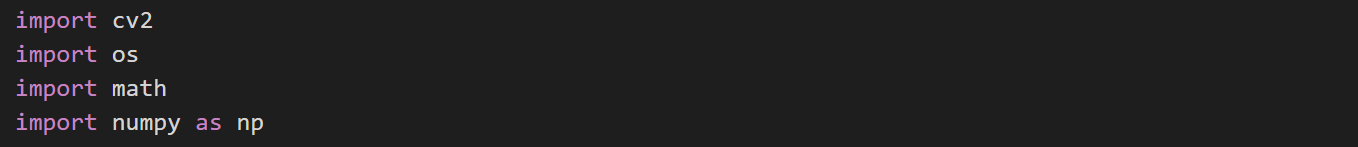 import cv2
import os
import math
import numpy as np